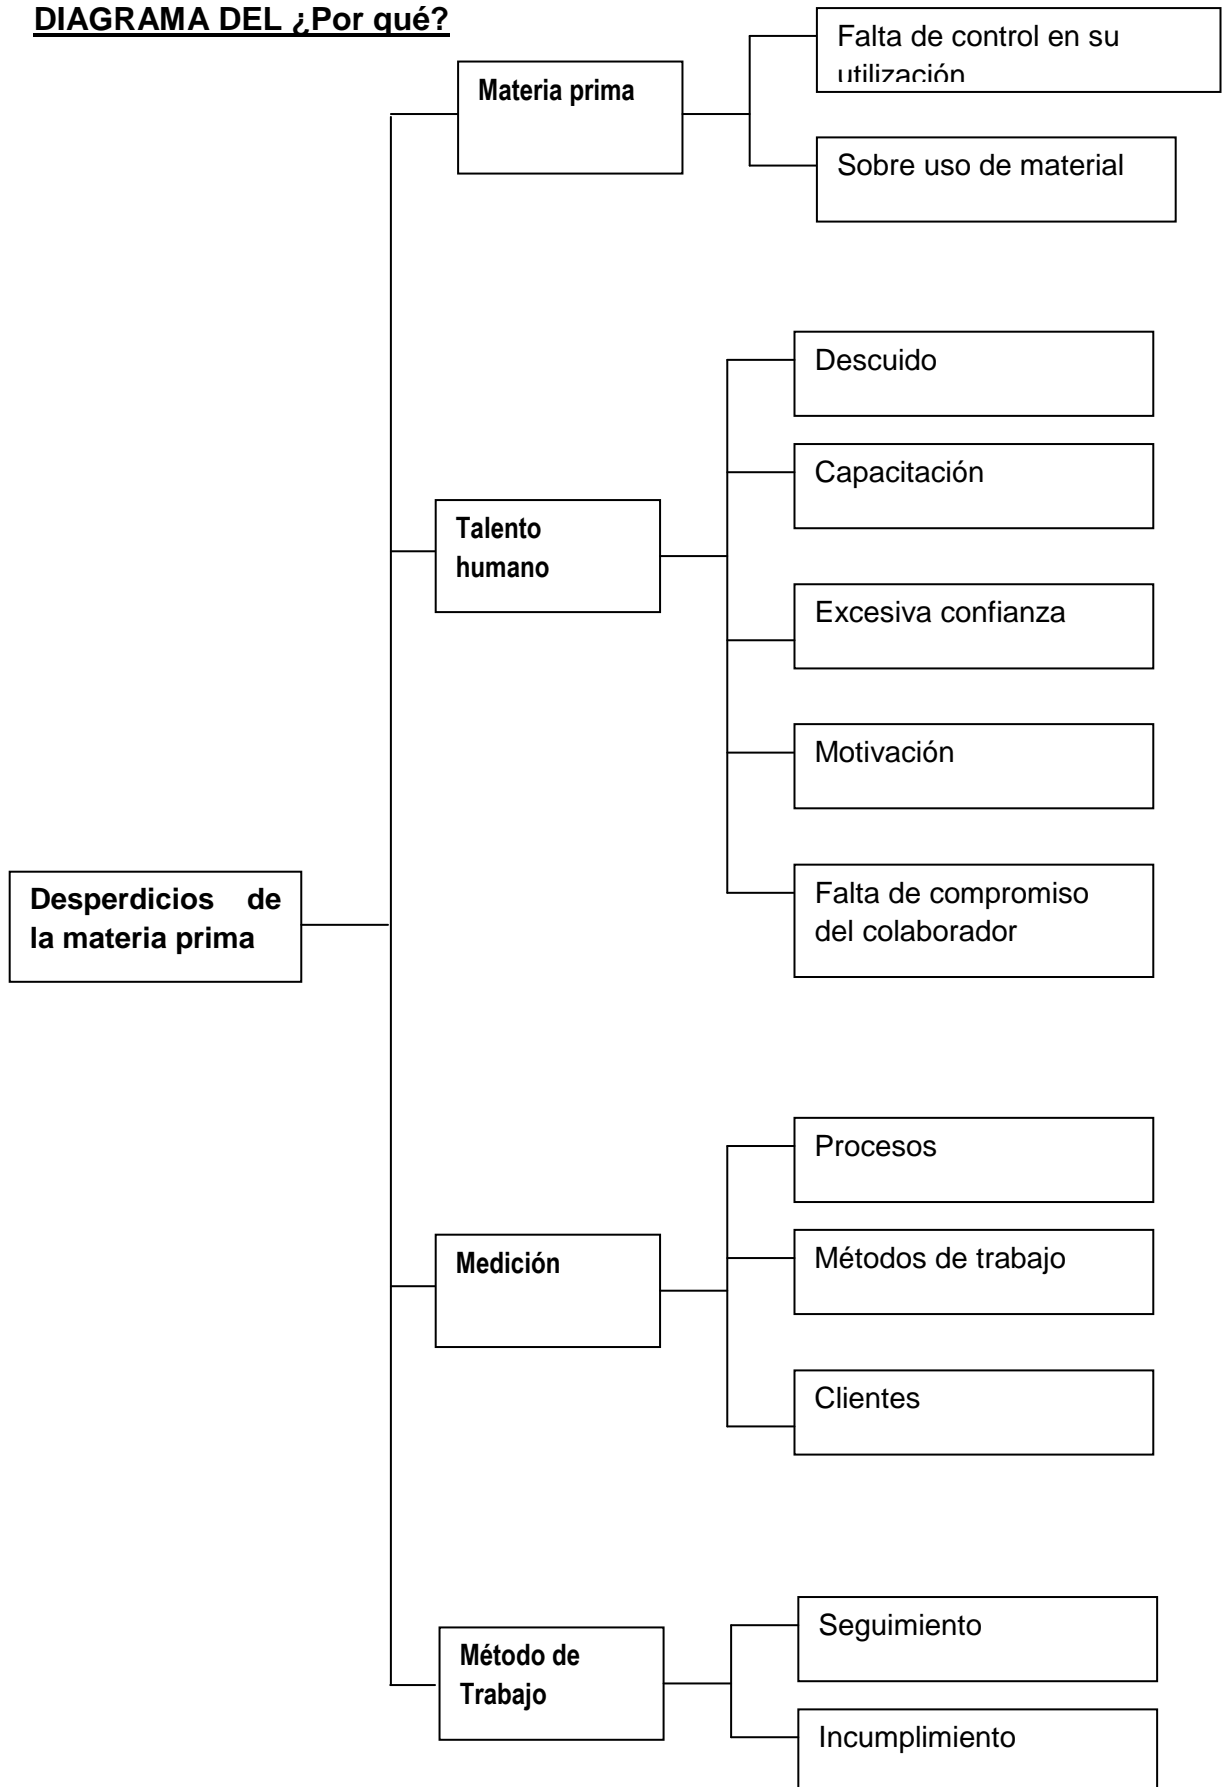 DIAGRAMA DEL ¿Por qué?
Falta de control en su
utilización
Materia prima
Sobre uso de material
Descuido
Capacitación
Talento
humano
Excesiva confianza
Motivación
Falta de compromiso
del colaborador
Desperdicios de
la materia prima
Procesos
Medición
Métodos de trabajo
Clientes
Seguimiento
Método de
Trabajo
Incumplimiento